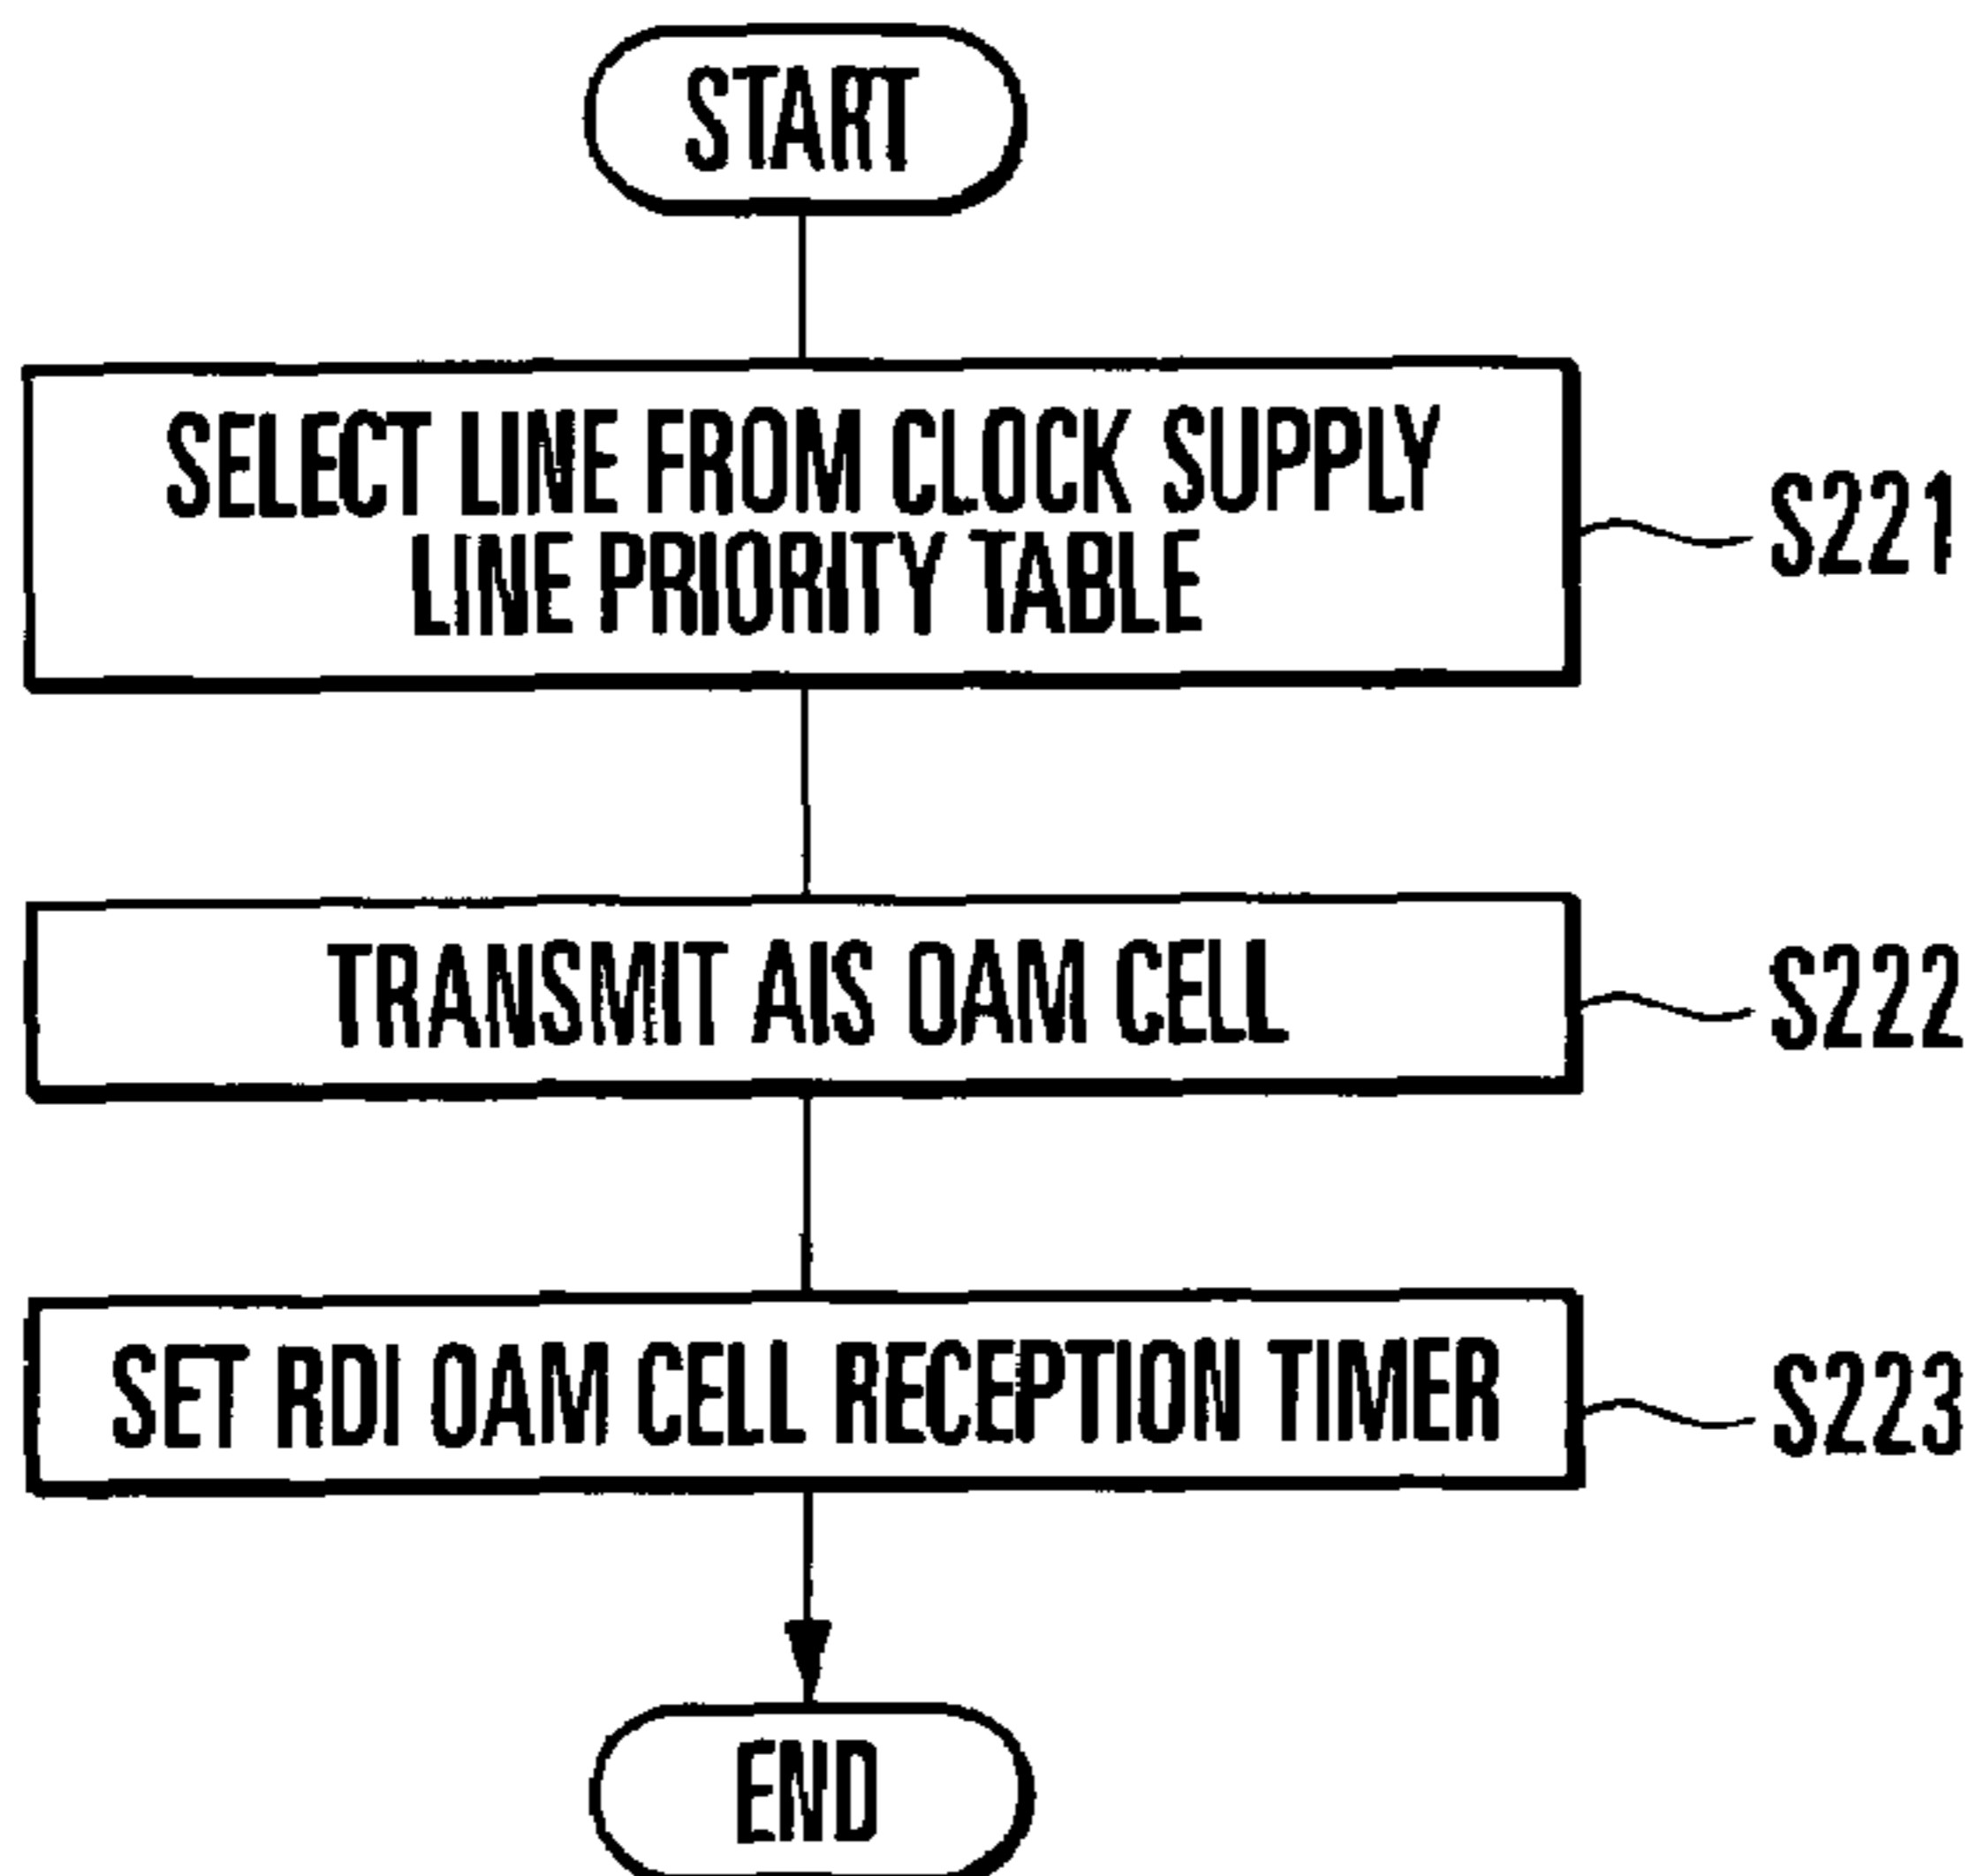 START
SELECT LINE FROM CLOCK SUPPLY
LINE PRIORITY TABLE
S221
TRANSMIT AIS OAM CELL
S222
SET RDI OAM CELL RECEPTION TIMER
S223
END